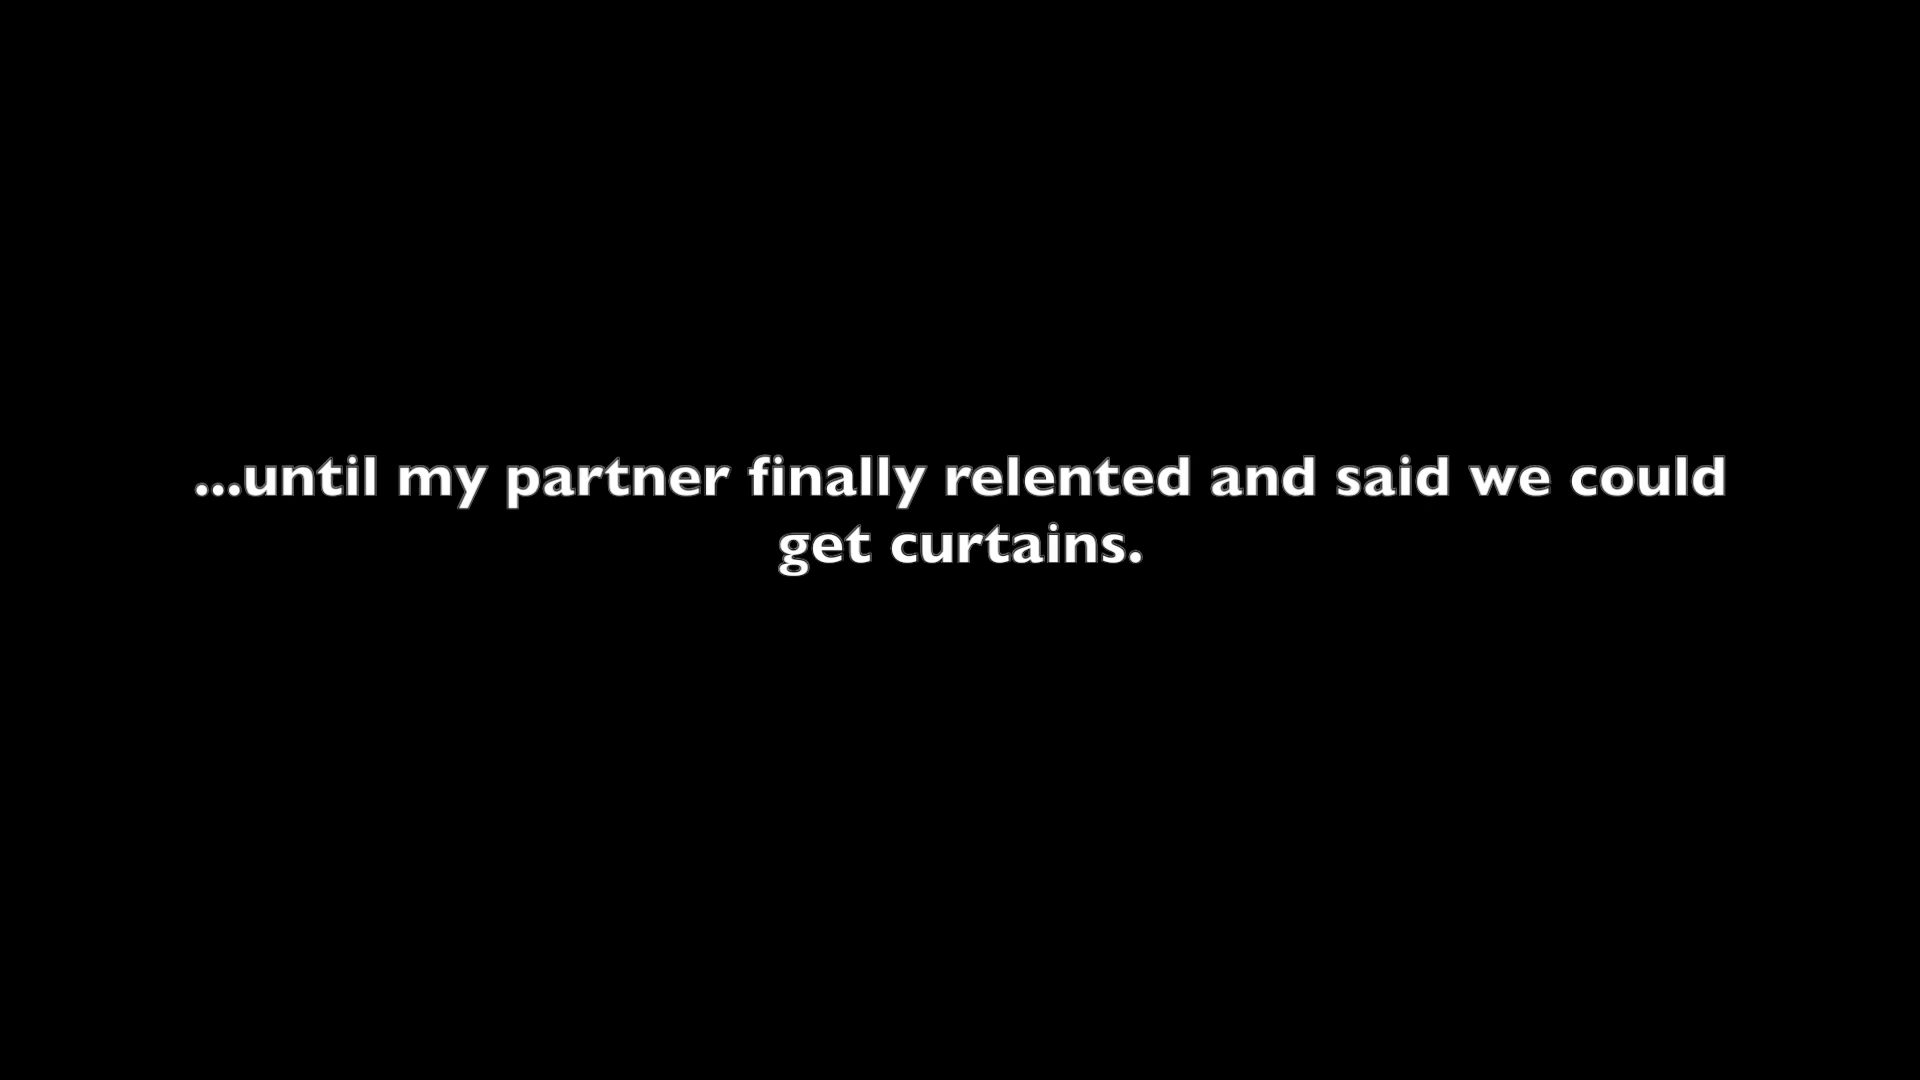 ...until my partner finally relented and said we could
get curtains.